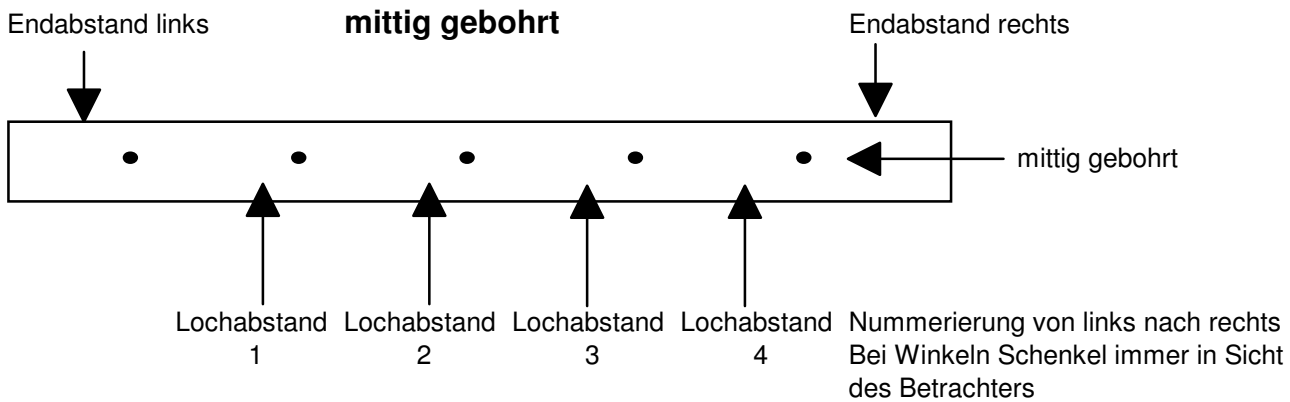 Endabstand links
mittig gebohrt
Endabstand rechts
mittig gebohrt
Lochabstand 1
Lochabstand 2
Lochabstand 3
Lochabstand 4
Nummerierung von links nach rechts
Bei Winkeln Schenkel immer in Sicht
des Betrachters